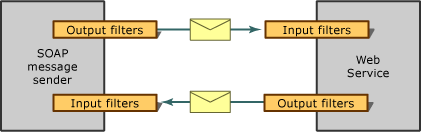 Output filters
Input filters
SOAP
message
sender
Web
Service
Input filters
Output filters